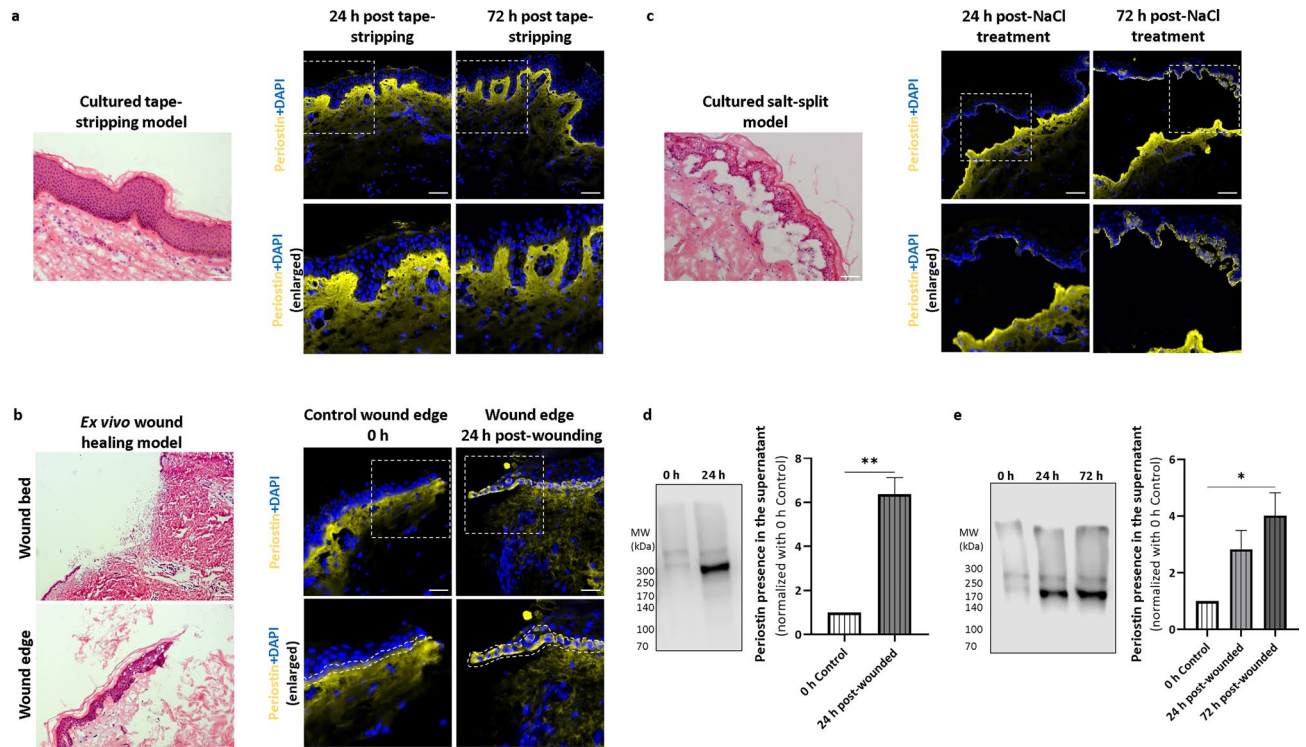 a
24 h post tape-
stripping
72 h post tape-
stripping
Cultured tape-
stripping model
Periostin+DAPI
Periostin+DAPI
(enlarged)
c
24 h post-NaCl
treatment
72 h post-NaCl
treatment
Cultured salt-split
model
Periostin+DAPI
Periostin+DAPI
(enlarged)
b
Ex vivo wound
healing model
Wound bed
Wound edge
Control wound edge
0 h
Wound edge
24 h post-wounding
Periostin+DAPI
Periostin+DAPI
(enlarged)
d
0 h 24 h
MW
(kDa)
300
250
170
140
100
70
Periostin presence in the supernatant
(normalized with 0 h Control)
8
6
4
2
0
**
0 h Control
24 h post-wounded
e
0 h 24 h 72 h
MW
(kDa)
300
250
170
140
100
70
Periostin presence in the supernatant
(normalized with 0 h Control)
6
4
2
0
*
0 h Control
24 h post-wounded
72 h post-wounded